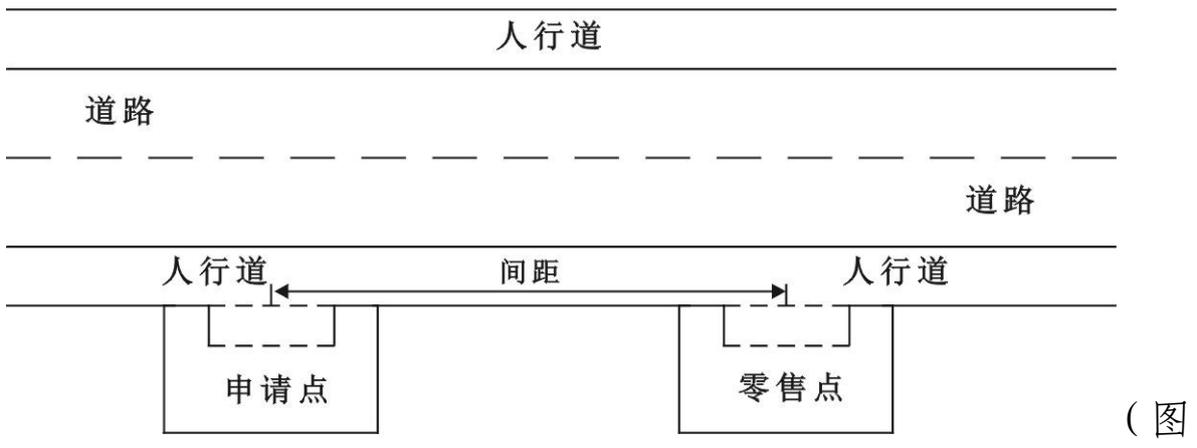 人行道
道路
道路
人行道 间距 人行道
申请点 零售点
(图